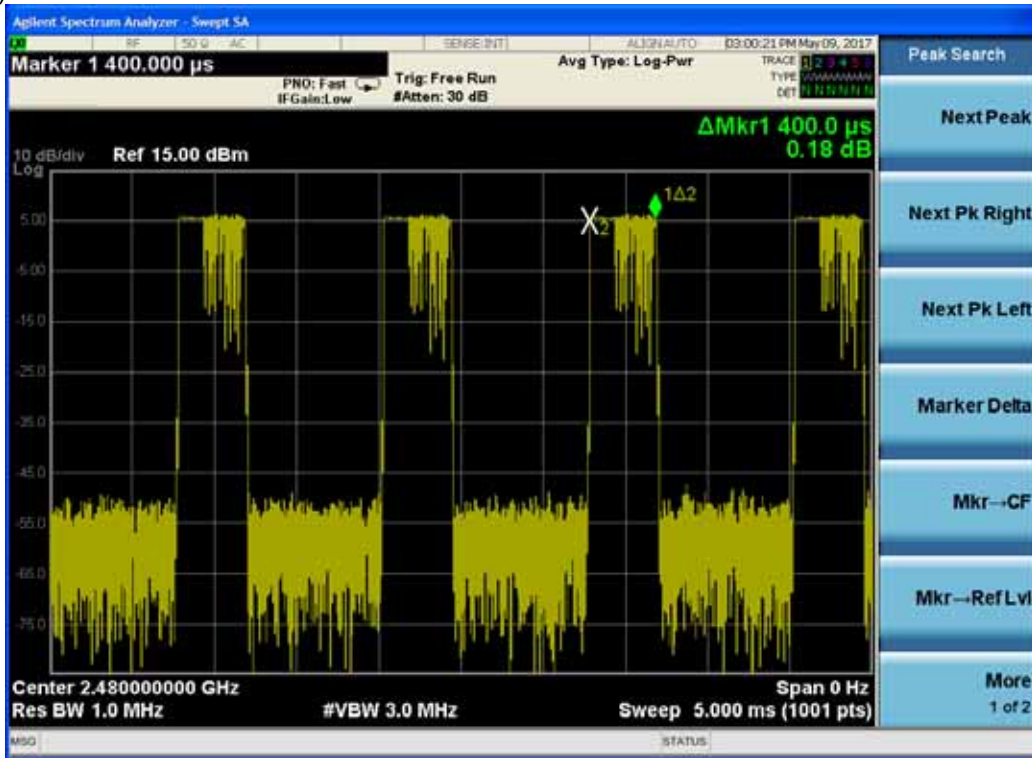 Agilent Spectrum Analyzer - Swept SA
RF 50 Ω AC SENSE:INT ALIGNAUTO 03:00:21 PM May 09, 2017
Marker 1 400.000 µs
PNO: Fast
IFGain:Low
Trig: Free Run
#Atten: 30 dB
Avg Type: Log-Pwr
TRACE 1 2 3 4 5 6
TYPE
DET N N N N N N
ΔMkr1 400.0 µs
0.18 dB
10 dB/div Ref 15.00 dBm
Log
1Δ2
X2
5.00
-5.00
-15.0
-25.0
-35.0
-45.0
-55.0
-65.0
-75.0
Center 2.480000000 GHz
Span 0 Hz
Res BW 1.0 MHz
#VBW 3.0 MHz
Sweep 5.000 ms (1001 pts)
MSG
STATUS
Peak Search
Next Peak
Next Pk Right
Next Pk Left
Marker Delta
Mkr→CF
Mkr→Ref Lvl
More
1 of 2